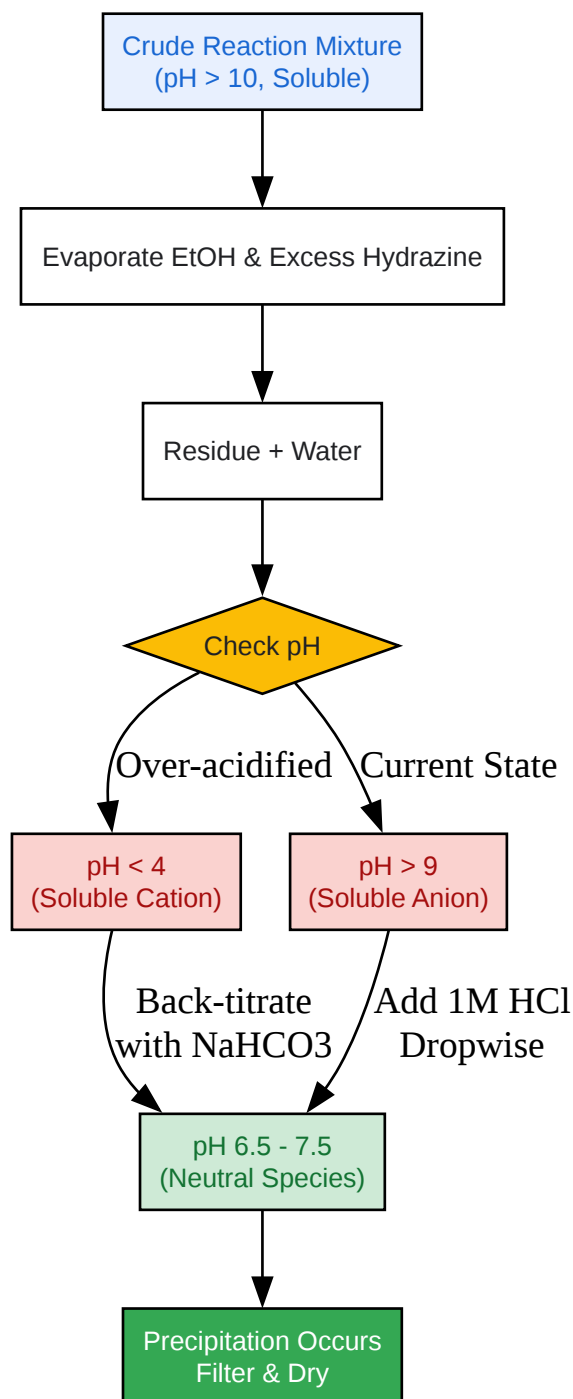 Crude Reaction Mixture
(pH > 10, Soluble)
Evaporate EtOH & Excess Hydrazine
Residue + Water
Check pH
Over-acidified
Current State
pH < 4
(Soluble Cation)
pH > 9
(Soluble Anion)
Back-titrate
with NaHCO3
Add 1M HCl
Dropwise
pH 6.5 - 7.5
(Neutral Species)
Precipitation Occurs
Filter & Dry